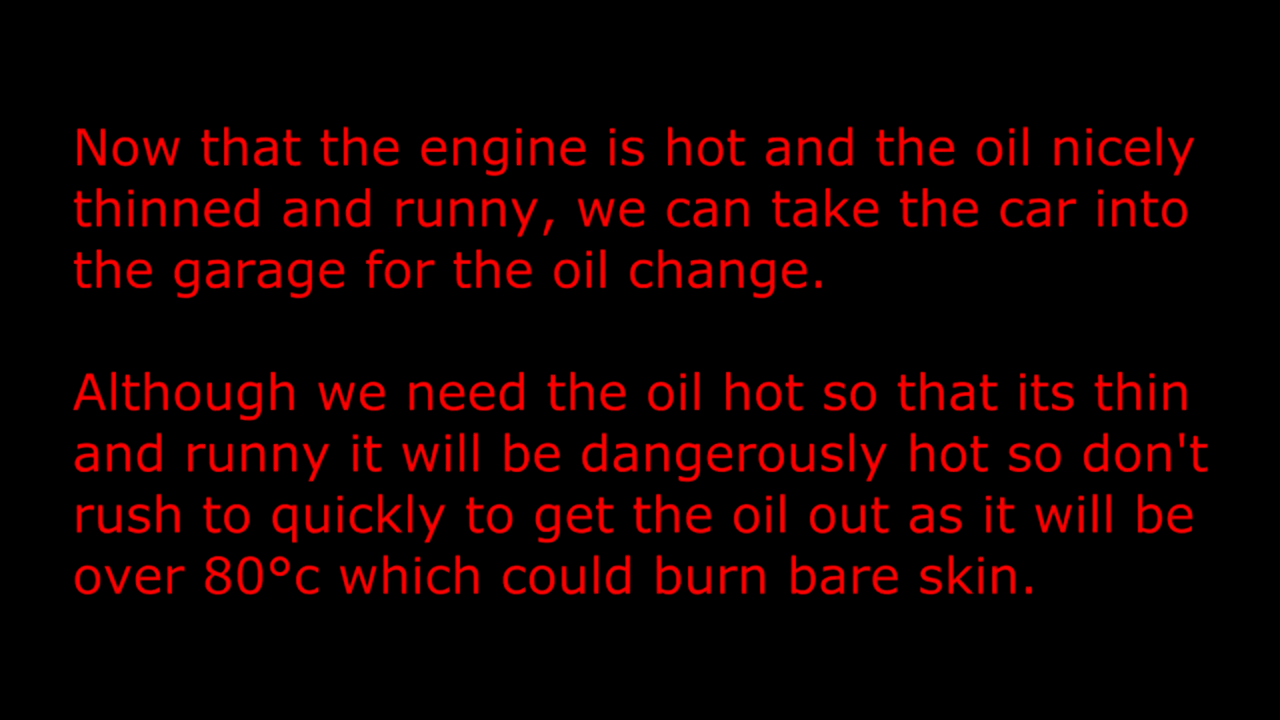 Now that the engine is hot and the oil nicely
thinned and runny, we can take the car into
the garage for the oil change.
Although we need the oil hot so that its thin
and runny it will be dangerously hot so don't
rush to quickly to get the oil out as it will be
over 80°c which could burn bare skin.